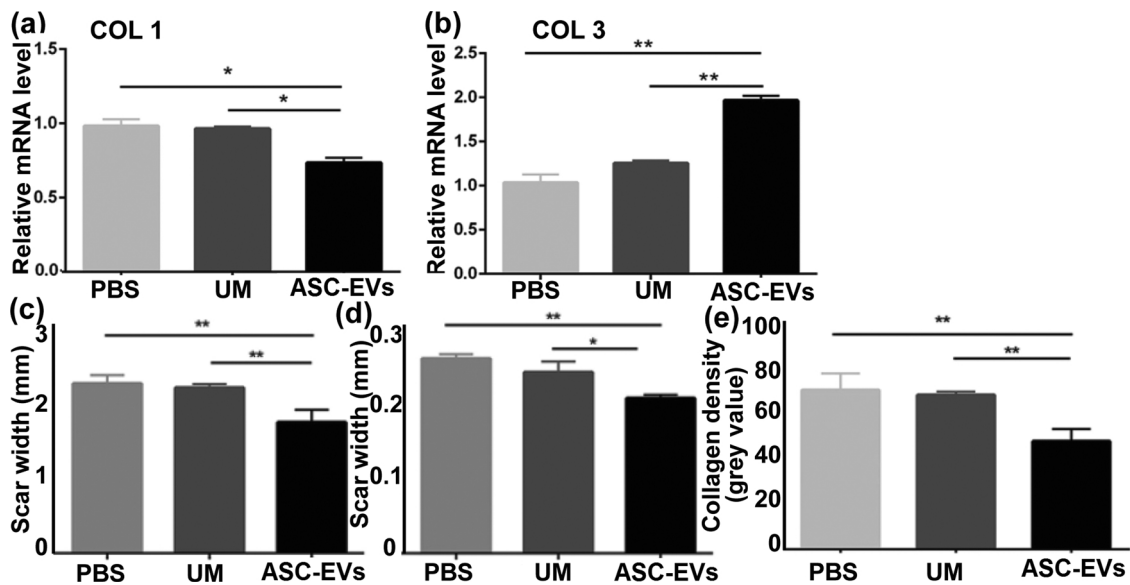 (a)
COL 1
Relative mRNA level
1.5
1.0
0.5
0.0
*
*
PBS
UM
ASC-EVs
(b)
COL 3
Relative mRNA level
2.5
2.0
1.5
1.0
0.5
0.0
**
**
PBS
UM
ASC-EVs
(c)
Scar width (mm)
3
2
1
0
**
**
PBS
UM
ASC-EVs
(d)
Scar width (mm)
0.3
0.2
0.1
0
**
*
PBS
UM
ASC-EVs
(e)
Collagen density
(grey value)
100
80
60
40
20
0
**
**
PBS
UM
ASC-EVs